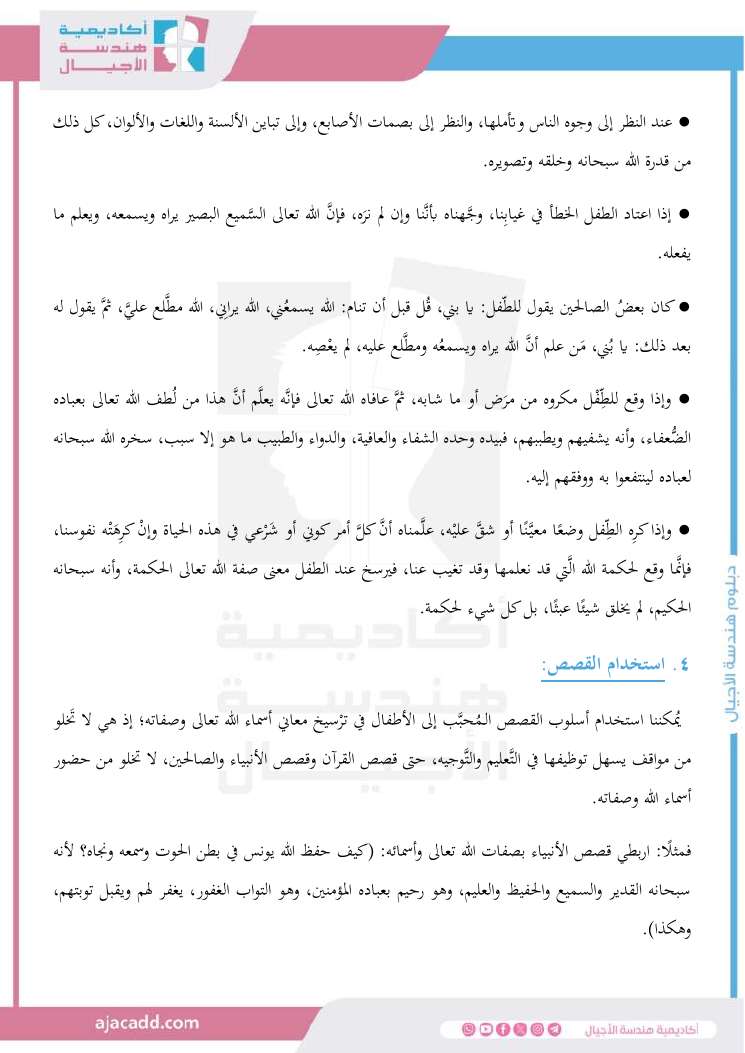 أكاديمية
هندسة
الأجيال
● عند النظر إلى وجوه الناس وتأملها، والنظر إلى بصمات الأصابع، وإلى تباين الألسنة واللغات والألوان، كل ذلك
من قدرة الله سبحانه وخلقه وتصويره.
● إذا اعتاد الطفل الخطأ في غيابِنا، وجَّهناه بأنَّنا وإن لم نرَه، فإنَّ الله تعالى السَّميع البصير يراه ويسمعه، ويعلم ما
يفعله.
● كان بعضُ الصالحين يقول للطّفل: يا بني، قُل قبل أن تنام: الله يسمعُني، الله يراني، الله مطَّلع عليَّ، ثمَّ يقول له
بعد ذلك: يا بُني، مَن علم أنَّ الله يراه ويسمعُه ومطَّلع عليه، لم يعْصِه.
● وإذا وقع للطِّفْل مكروه من مرَض أو ما شابه، ثمَّ عافاه الله تعالى فإنَّه يعلَّم أنَّ هذا من لُطف الله تعالى بعباده
الضُّعفاء، وأنه يشفيهم ويطببهم، فبيده وحده الشفاء والعافية، والدواء والطبيب ما هو إلا سبب، سخره الله سبحانه
لعباده لينتفعوا به ووفقهم إليه.
● وإذا كرِه الطِّفل وضعًا معيَّنًا أو شقَّ عليْه، علَّمناه أنَّ كلَّ أمر كوني أو شَرْعي في هذه الحياة وإنْ كرِهَتْه نفوسنا،
فإنَّما وقع لحكمة الله الَّتي قد نعلمها وقد تغيب عنا، فيرسخ عند الطفل معنى صفة الله تعالى الحكمة، وأنه سبحانه
الحكيم، لم يخلق شيئًا عبثًا، بل كل شيء لحكمة.
٤. استخدام القصص:
يُمكننا استخدام أسلوب القصص المُحبَّب إلى الأطفال في ترْسيخ معاني أسماء الله تعالى وصفاته؛ إذ هي لا تَخلو
من مواقف يسهل توظيفها في التَّعليم والتَّوجيه، حتى قصص القرآن وقصص الأنبياء والصالحين، لا تخلو من حضور
أسماء الله وصفاته.
فمثلًا: اربطي قصص الأنبياء بصفات الله تعالى وأسمائه: (كيف حفظ الله يونس في بطن الحوت وسمعه ونجاه؟ لأنه
سبحانه القدير والسميع والحفيظ والعليم، وهو رحيم بعباده المؤمنين، وهو التواب الغفور، يغفر لهم ويقبل توبتهم،
وهكذا).
دبلوم هندسة الأجيال
أكاديمية
هندسة
الأجيال
ajacadd.com
أكاديمية هندسة الأجيال